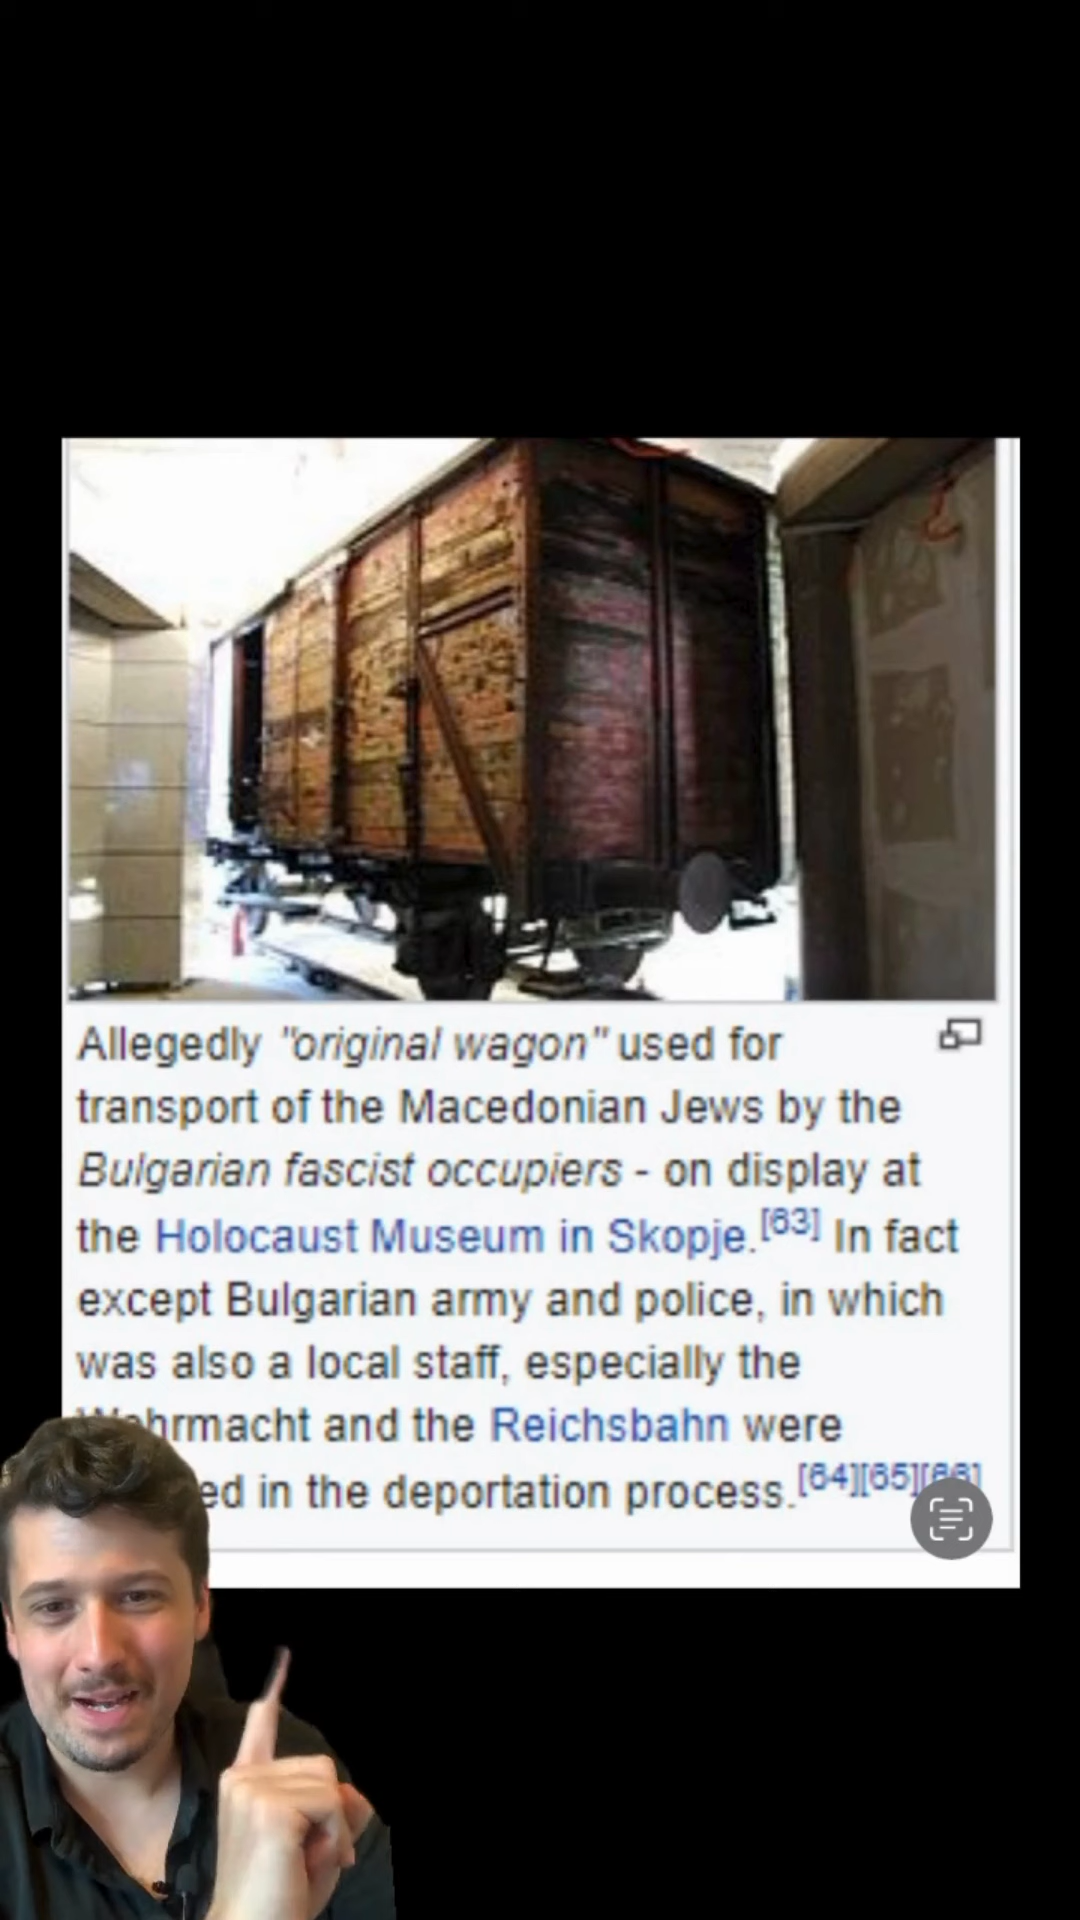 Allegedly "original wagon" used for
transport of the Macedonian Jews by the
Bulgarian fascist occupiers - on display at
the Holocaust Museum in Skopje.[63] In fact
except Bulgarian army and police, in which
was also a local staff, especially the
Wehrmacht and the Reichsbahn were
in the deportation process.[64][65][66]